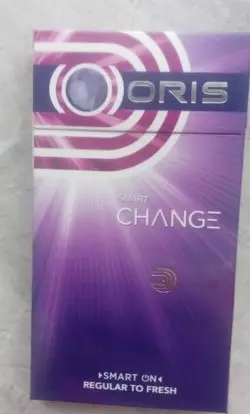 ORIS
SMART
CHANGE
SMART ON
REGULAR TO FRESH